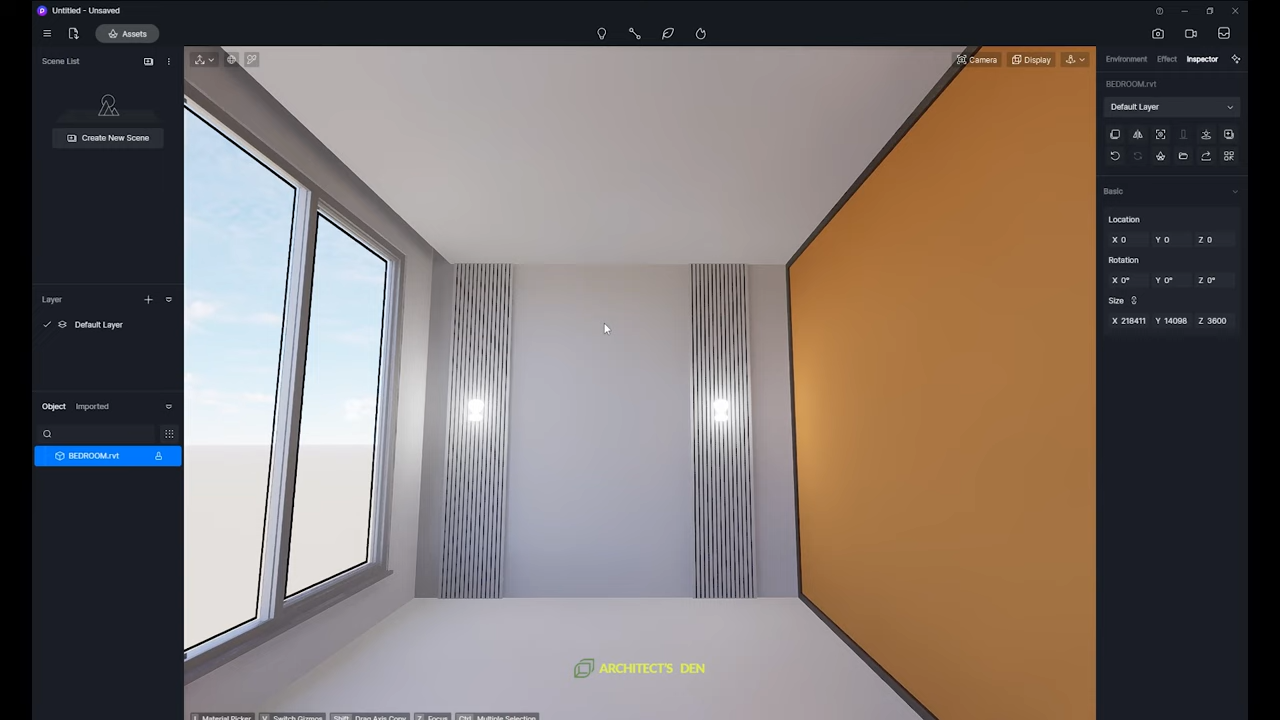 Untitled - Unsaved
Assets
Scene List
Create New Scene
Layer
Default Layer
Object
Imported
BEDROOM.rvt
Camera
Display
ARCHITECT'S DEN
Material Picker
Switch Gizmos
Shift
Drag Axis Copy
Z
Focus
Ctrl
Multiple Selection
Environment
Effect
Inspector
BEDROOM.rvt
Default Layer
Basic
Location
X 0 Y 0 Z 0
Rotation
X 0° Y 0° Z 0°
Size
X 218411 Y 14098 Z 3600